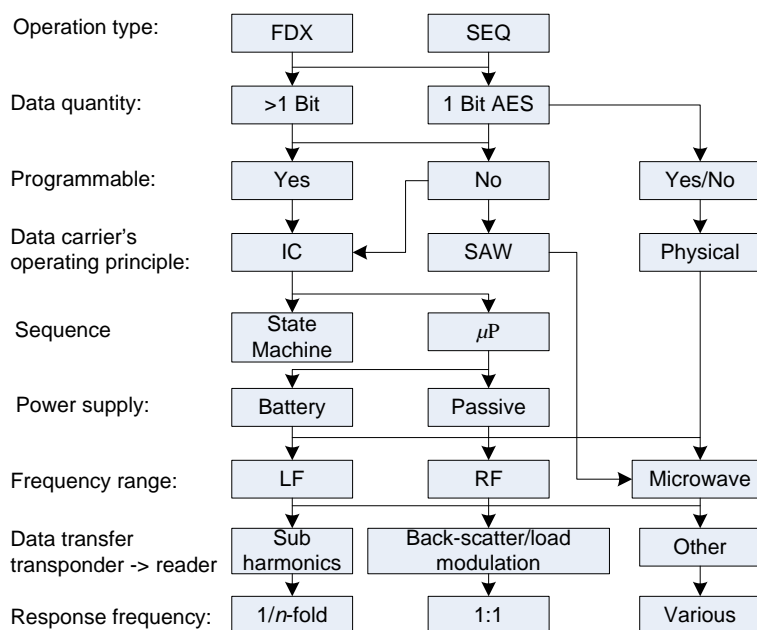 Operation type: FDX SEQ
Data quantity: >1 Bit 1 Bit AES
Programmable: Yes No Yes/No
Data carrier's
operating principle: IC SAW Physical
Sequence State
Machine μP
Power supply: Battery Passive
Frequency range: LF RF Microwave
Data transfer
transponder -> reader Sub
harmonics Back-scatter/load
modulation Other
Response frequency: 1/n-fold 1:1 Various